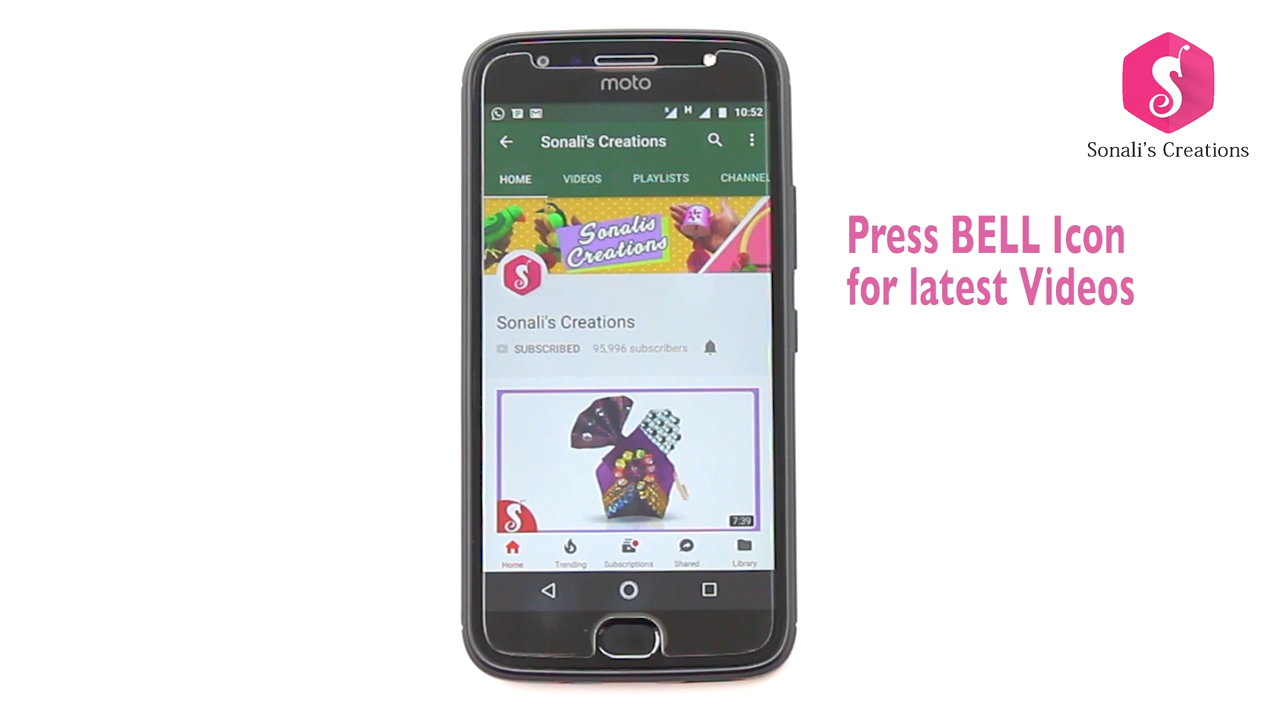 moto
10:52
Sonali's Creations
HOME VIDEOS PLAYLISTS CHANNEL
Sonalis
Creations
Sonali's Creations
SUBSCRIBED 95,996 subscribers
7:39
Home Trending Subscriptions Shared Library
Sonali's Creations
Press BELL Icon
for latest Videos